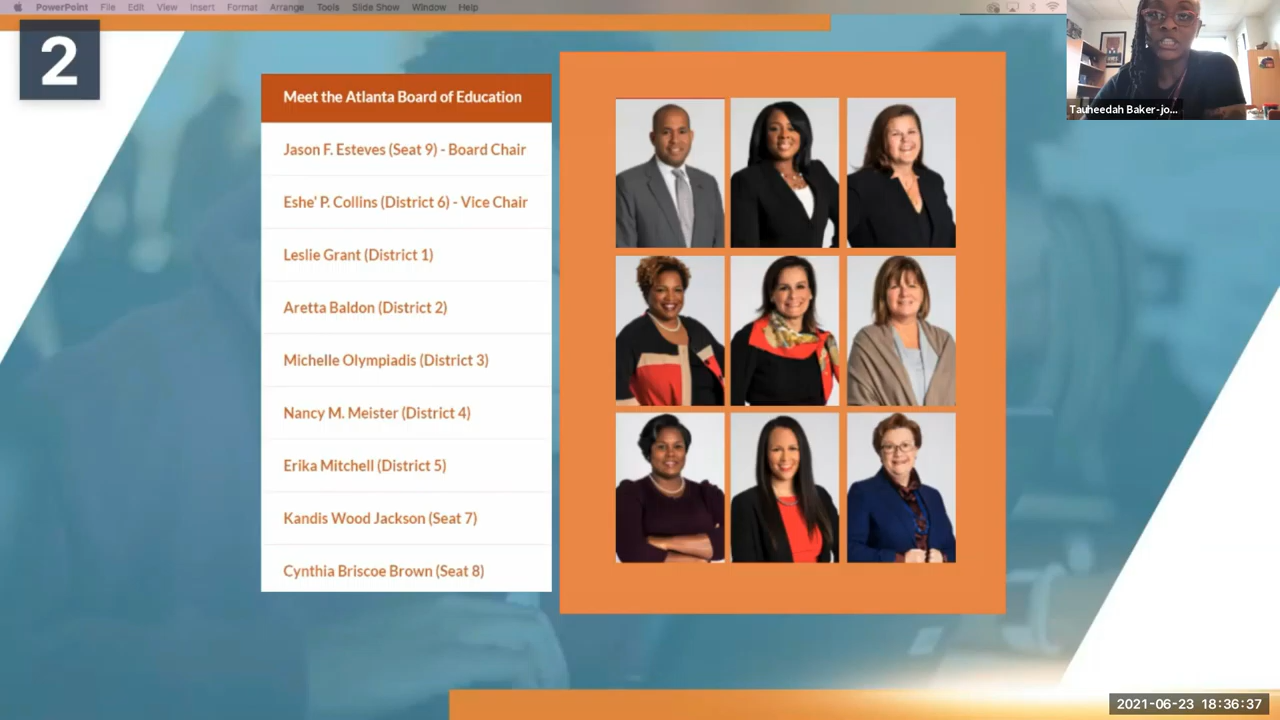 PowerPoint File Edit View Insert Format Arrange Tools Slide Show Window Help
2
Meet the Atlanta Board of Education
Jason F. Esteves (Seat 9) - Board Chair
Eshe' P. Collins (District 6) - Vice Chair
Leslie Grant (District 1)
Aretta Baldon (District 2)
Michelle Olympiadis (District 3)
Nancy M. Meister (District 4)
Erika Mitchell (District 5)
Kandis Wood Jackson (Seat 7)
Cynthia Briscoe Brown (Seat 8)
Tauheedah Baker-jo...
2021-06-23 18:36:37